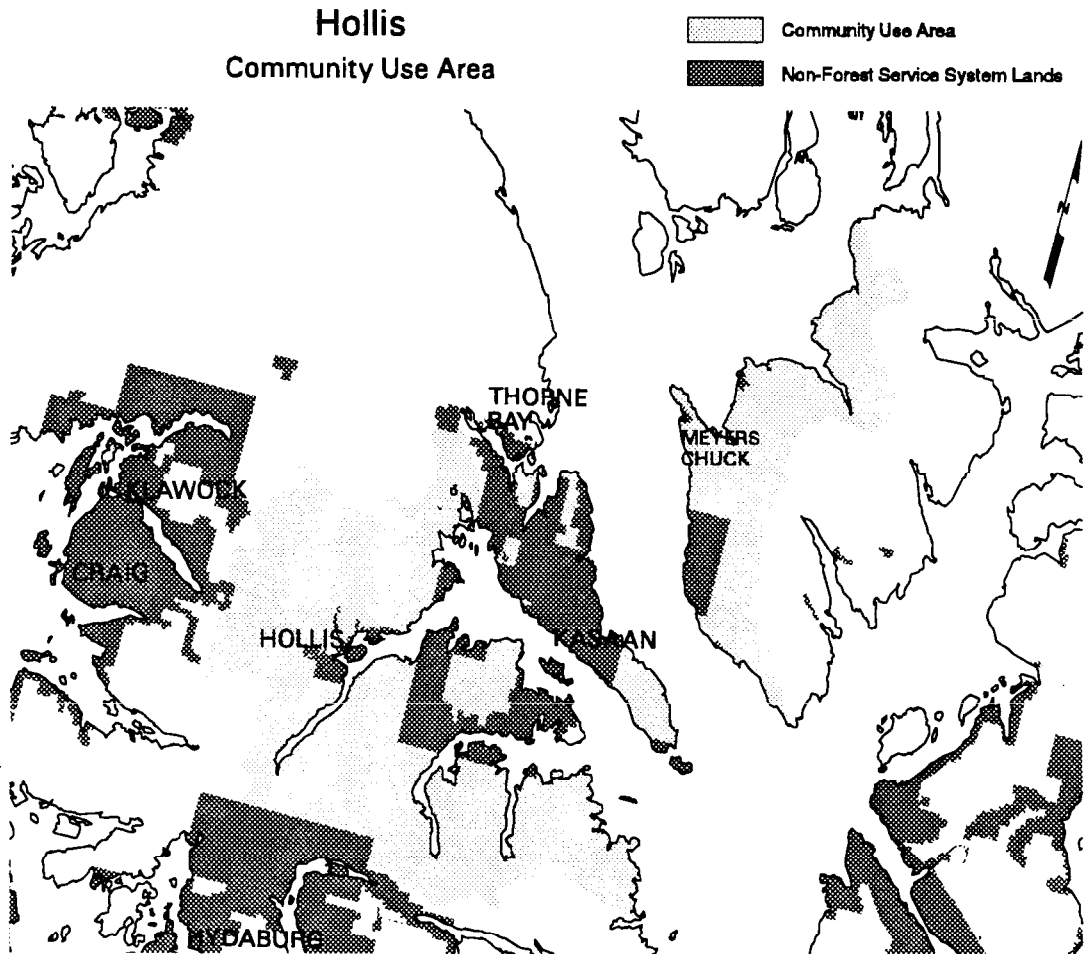 Hollis
Community Use Area
Community Use Area
Non-Forest Service System Lands
N
THORNE
BAY
MEYERS
CHUCK
KLAWOCK
CRAIG
HOLLIS
KASAAN
HYDABURG